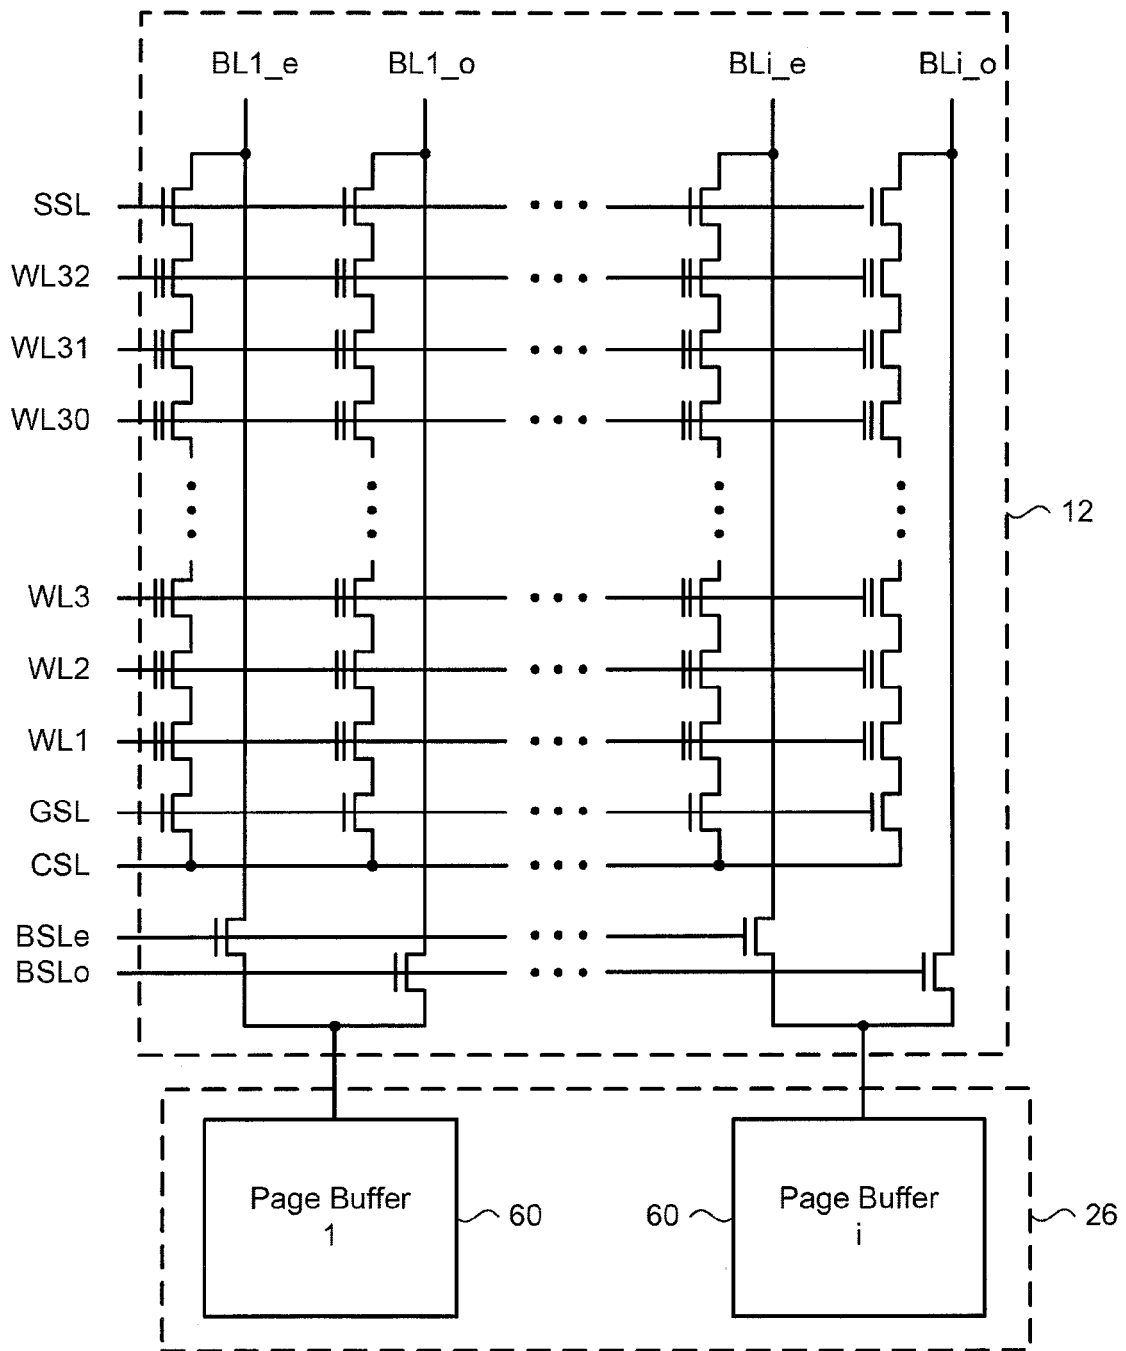 BL1_e BL1_o BLi_e BLi_o
SSL
WL32
WL31
WL30
12
WL3
WL2
WL1
GSL
CSL
BSLe
BSLo
Page Buffer 1
60
60
Page Buffer i
26